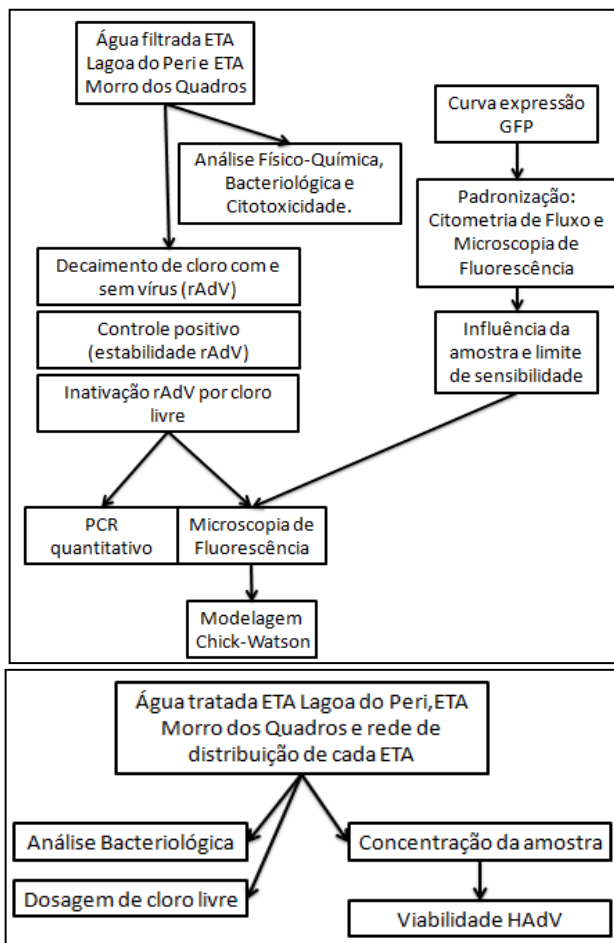 Água filtrada ETA
Lagoa do Peri e ETA
Morro dos Quadros
Curva expressão
GFP
Análise Físico-Química,
Bacteriológica e
Citotoxicidade.
Padronização:
Citometria de Fluxo e
Microscopia de
Fluorescência
Decaimento de cloro com e
sem vírus (rAdV)
Controle positivo
(estabilidade rAdV)
Influência da
amostra e limite
de sensibilidade
Inativação rAdV por cloro
livre
PCR
quantitativo
Microscopia de
Fluorescência
Modelagem
Chick-Watson
Água tratada ETA Lagoa do Peri,ETA
Morro dos Quadros e rede de
distribuição de cada ETA
Análise Bacteriológica
Concentração da amostra
Dosagem de cloro livre
Viabilidade HAdV